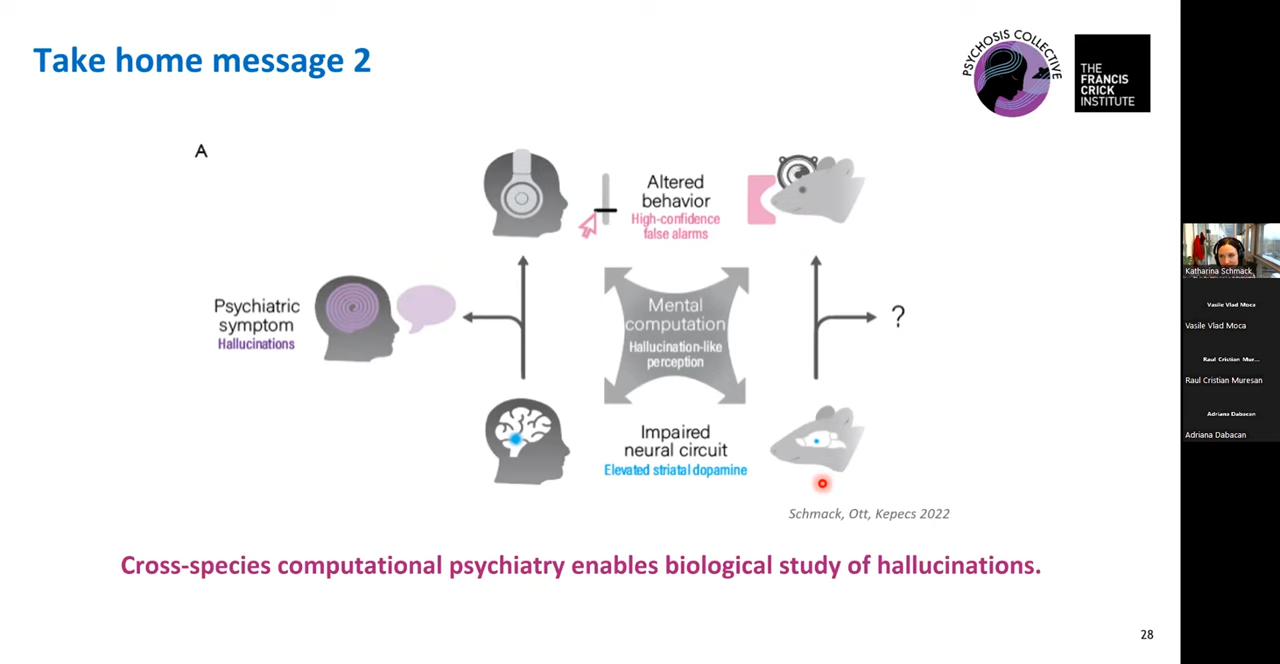 Take home message 2
PSYCHOSIS COLLECTIVE
THE
FRANCIS
CRICK
INSTITUTE
A
Altered
behavior
High-confidence
false alarms
Psychiatric
symptom
Hallucinations
Mental
computation
Hallucination-like
perception
?
Impaired
neural circuit
Elevated striatal dopamine
Schmack, Ott, Kepecs 2022
Cross-species computational psychiatry enables biological study of hallucinations.
28
Katharina Schmack
Vasile Vlad Moca
Vasile Vlad Moca
Raul Cristian Mur...
Raul Cristian Muresan
Adriana Dabacan
Adriana Dabacan